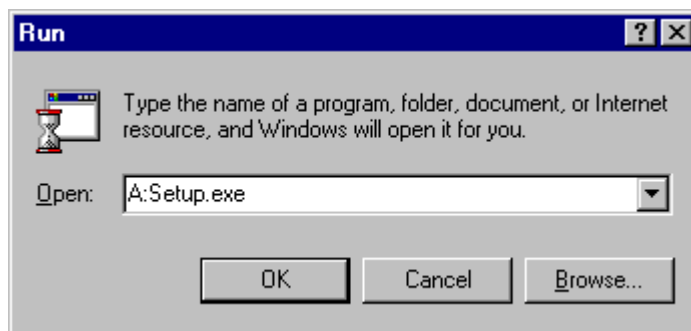 Run
Type the name of a program, folder, document, or Internet
resource, and Windows will open it for you.
Open: A:Setup.exe
OK Cancel Browse...